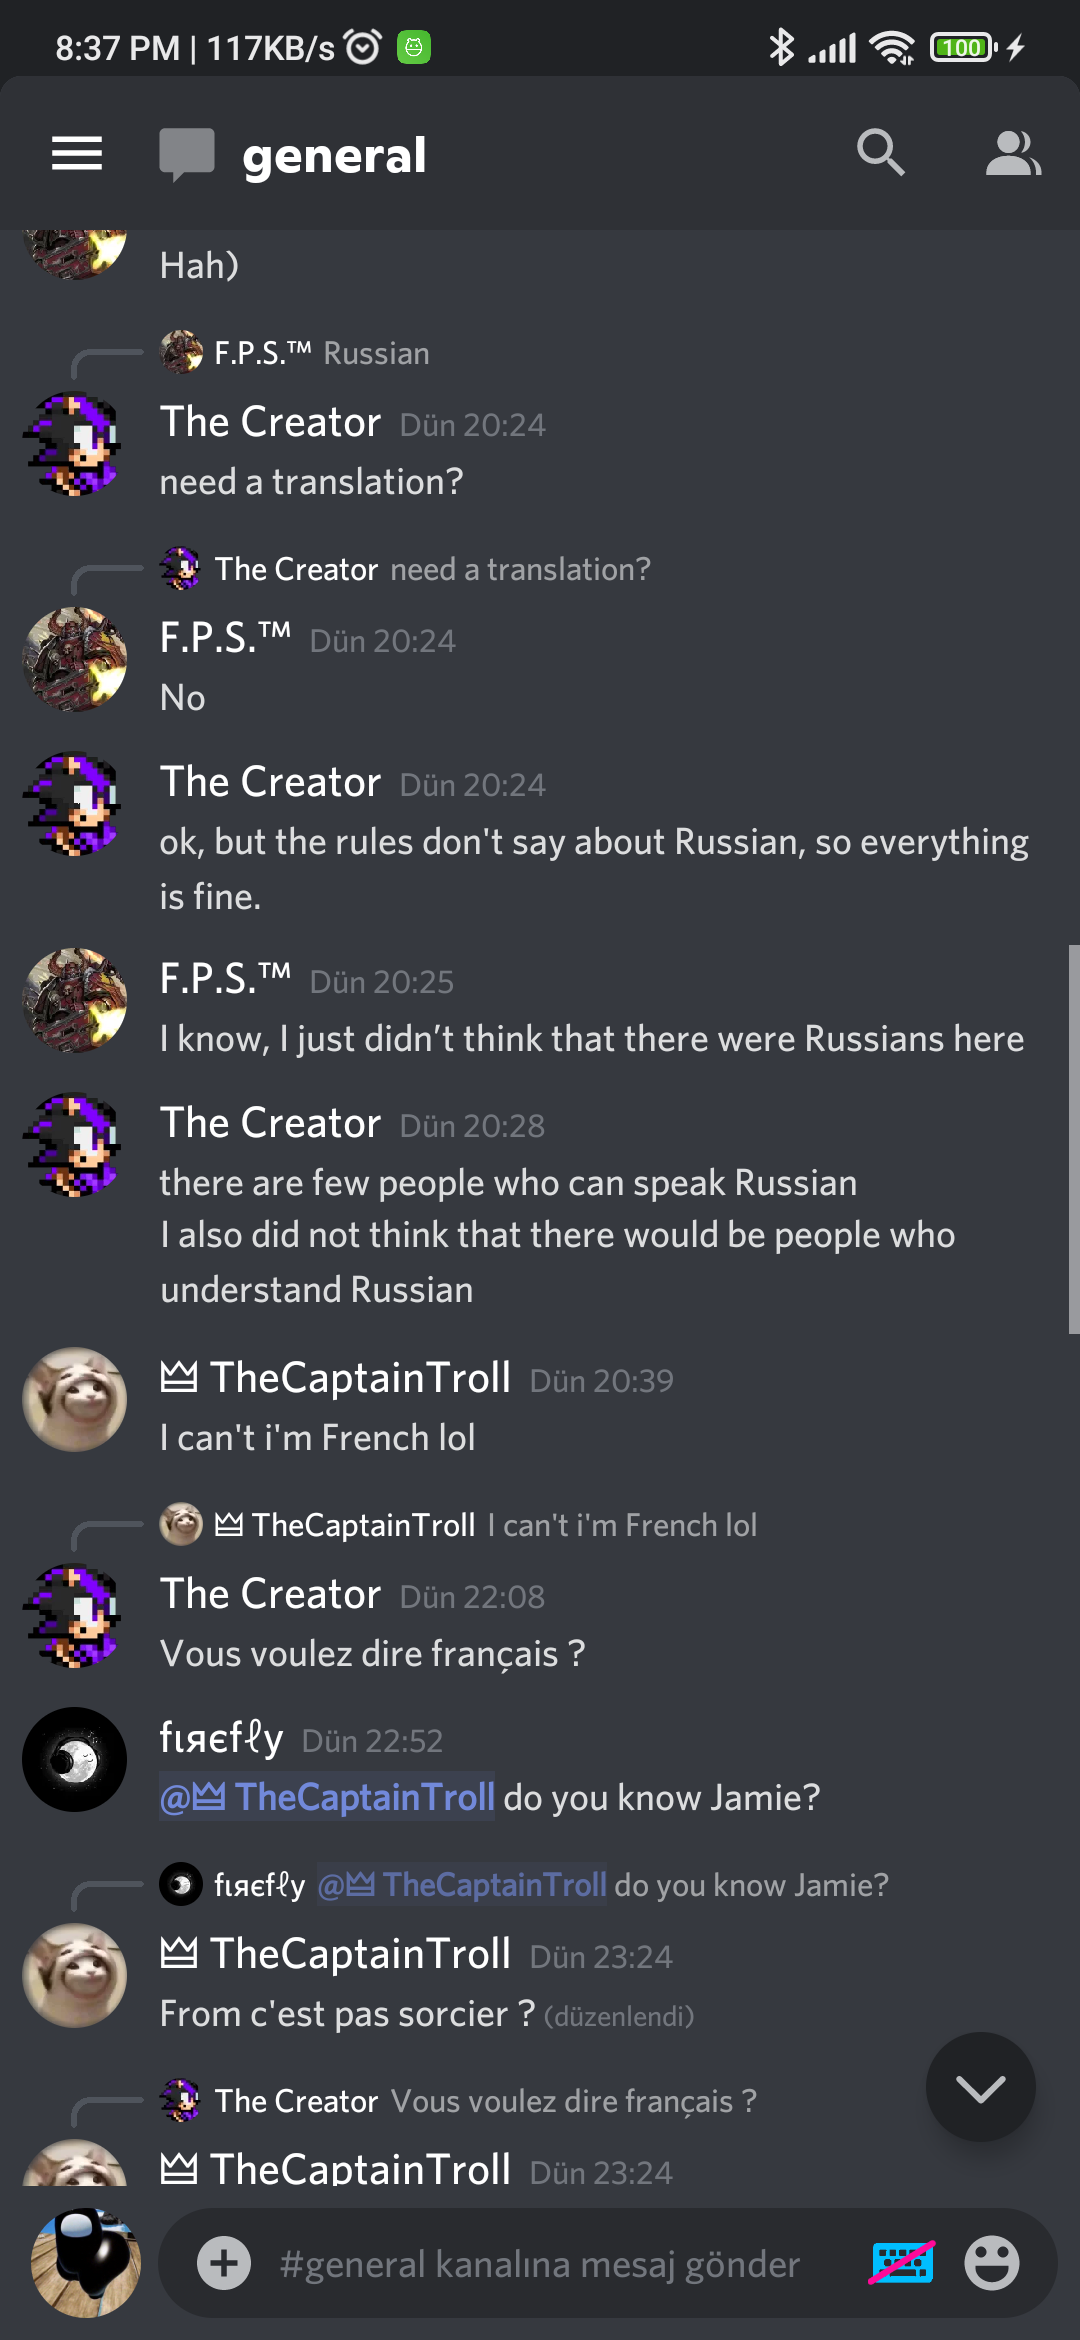 8:37 PM | 117KB/s
100
general
Hah)
F.P.S.™ Russian
The Creator Dün 20:24
need a translation?
The Creator need a translation?
F.P.S.™ Dün 20:24
No
The Creator Dün 20:24
ok, but the rules don't say about Russian, so everything
is fine.
F.P.S.™ Dün 20:25
I know, I just didn’t think that there were Russians here
The Creator Dün 20:28
there are few people who can speak Russian
I also did not think that there would be people who
understand Russian
TheCaptainTroll Dün 20:39
I can't i'm French lol
TheCaptainTroll I can't i'm French lol
The Creator Dün 22:08
Vous voulez dire français ?
fιяєfℓy Dün 22:52
@ TheCaptainTroll do you know Jamie?
fιяєfℓy @ TheCaptainTroll do you know Jamie?
TheCaptainTroll Dün 23:24
From c'est pas sorcier ? (düzenlendi)
The Creator Vous voulez dire français ?
TheCaptainTroll Dün 23:24
#general kanalına mesaj gönder